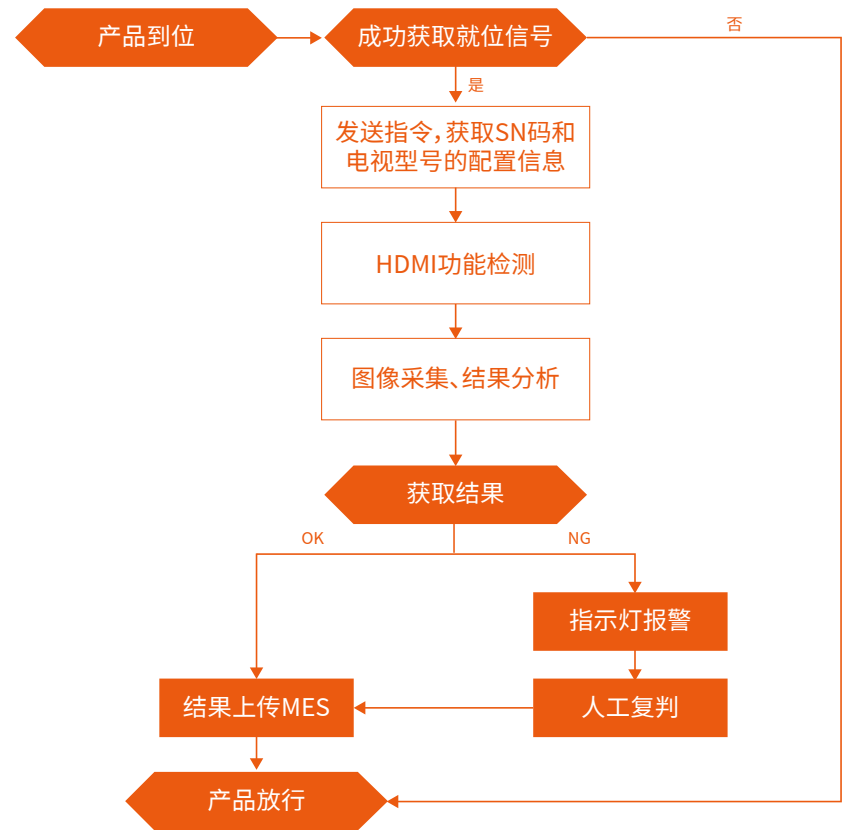 产品到位
成功获取就位信号
否
是
发送指令,获取SN码和
电视型号的配置信息
HDMI功能检测
图像采集、结果分析
获取结果
OK
NG
指示灯报警
结果上传MES
人工复判
产品放行